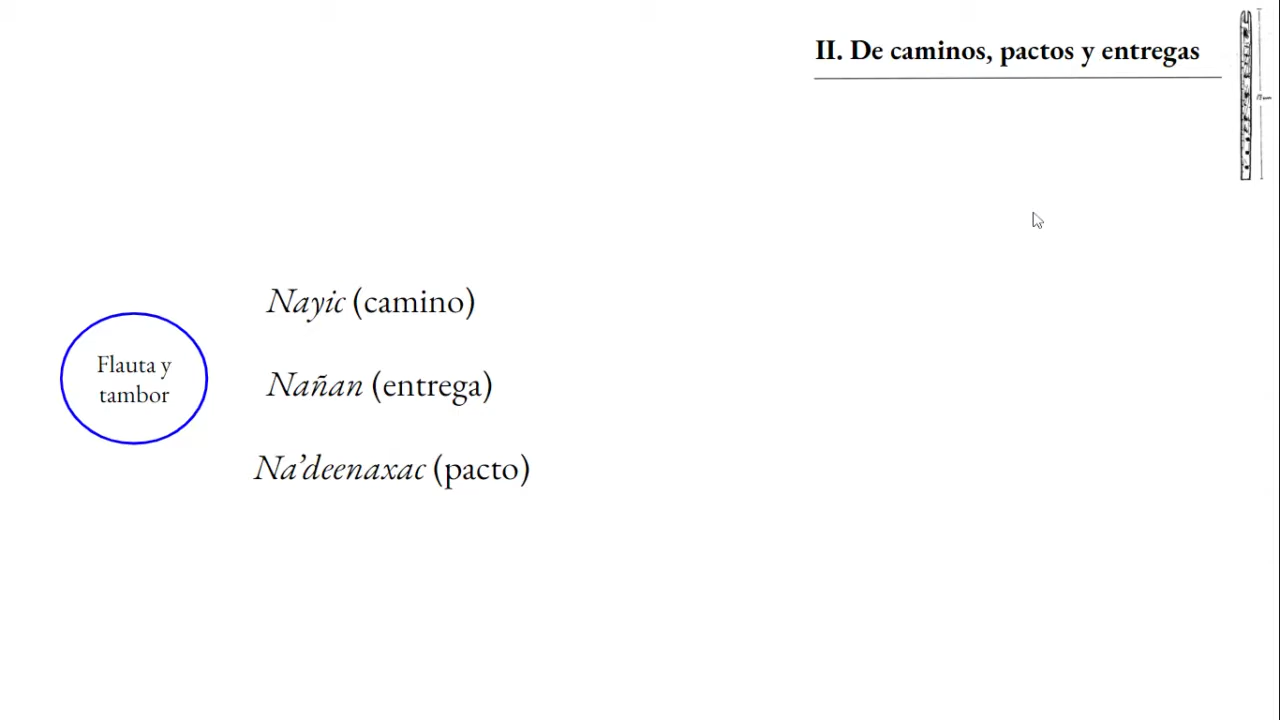 II. De caminos, pactos y entregas
Nayic (camino)
Flauta y
tambor
Nañan (entrega)
Na’deenaxac (pacto)